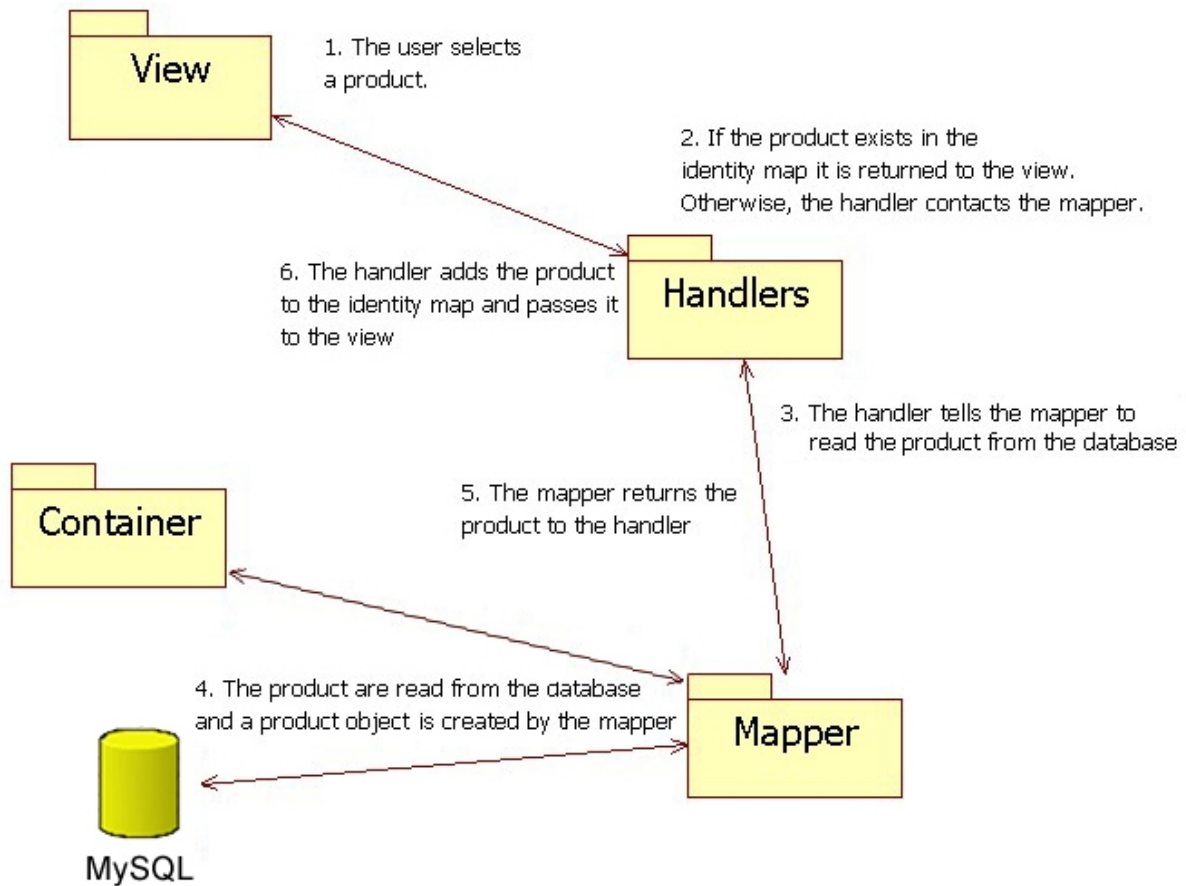 View
1. The user selects
a product.
2. If the product exists in the
identity map it is returned to the view.
Otherwise, the handler contacts the mapper.
6. The handler adds the product
to the identity map and passes it
to the view
Handlers
3. The handler tells the mapper to
read the product from the database
Container
5. The mapper returns the
product to the handler
4. The product are read from the database
and a product object is created by the mapper
Mapper
MySQL